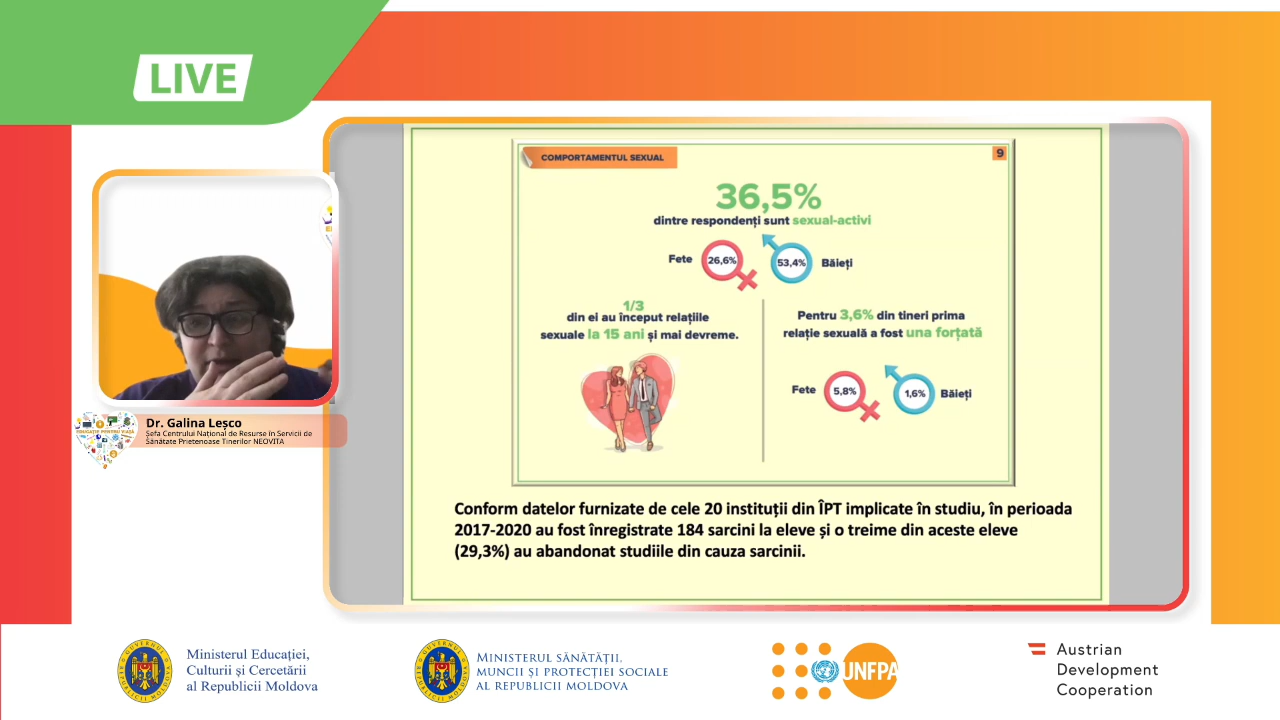 LIVE
COMPORTAMENTUL SEXUAL
9
36,5%
dintre respondenți sunt sexual-activi
Fete
26,6%
53,4%
Băieți
1/3
din ei au început relațiile
sexuale la 15 ani și mai devreme.
Pentru 3,6% din tineri prima
relație sexuală a fost una forțată
Fete
5,8%
1,6%
Băieți
Conform datelor furnizate de cele 20 instituții din ÎPT implicate în studiu, în perioada
2017-2020 au fost înregistrate 184 sarcini la eleve și o treime din aceste eleve
(29,3%) au abandonat studiile din cauza sarcinii.
EDUCAȚIE PENTRU VIAȚĂ
Dr. Galina Leșco
Șefa Centrului Național de Resurse în Servicii de
Sănătate Prietenoase Tinerilor NEOVITA
Ministerul Educației,
Culturii și Cercetării
al Republicii Moldova
MINISTERUL SĂNĂTĂȚII,
MUNCII ȘI PROTECȚIEI SOCIALE
AL REPUBLICII MOLDOVA
UNFPA
Austrian
Development
Cooperation